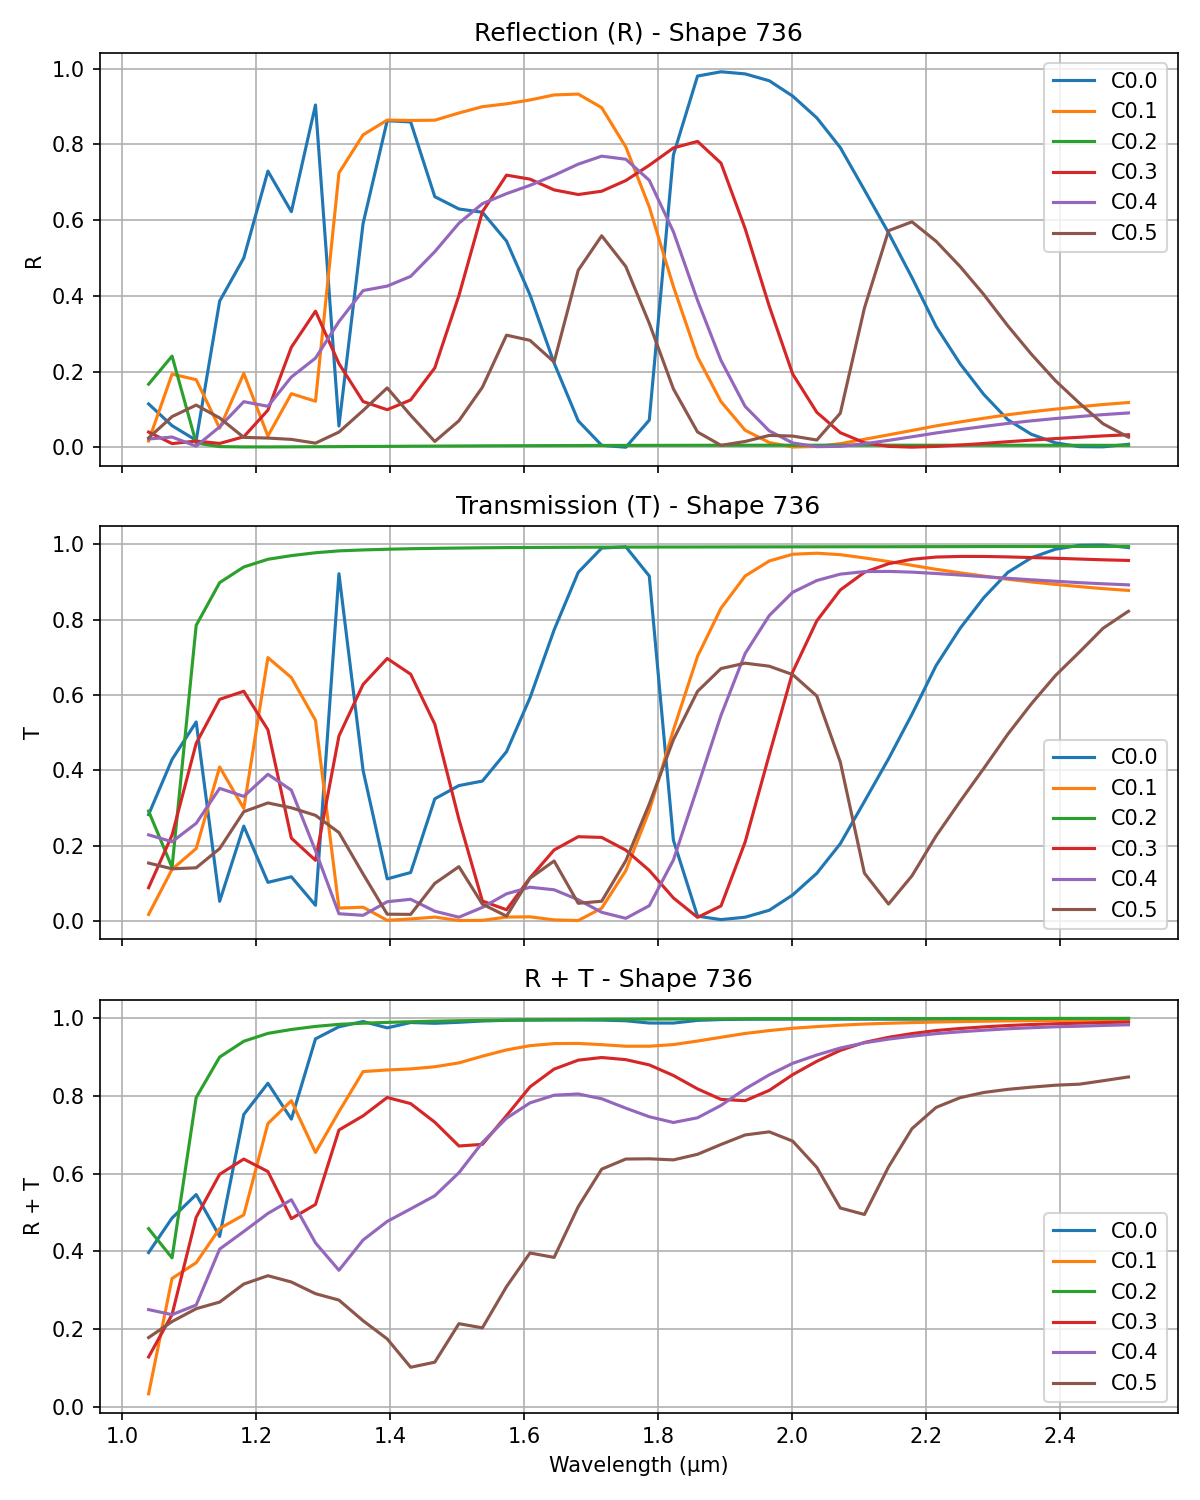 Reflection (R) - Shape 736
1.0
0.8
0.6
0.4
0.2
0.0
R
C0.0
C0.1
C0.2
C0.3
C0.4
C0.5
Transmission (T) - Shape 736
1.0
0.8
0.6
0.4
0.2
0.0
T
C0.0
C0.1
C0.2
C0.3
C0.4
C0.5
R + T - Shape 736
1.0
0.8
0.6
0.4
0.2
0.0
R + T
C0.0
C0.1
C0.2
C0.3
C0.4
C0.5
1.0 1.2 1.4 1.6 1.8 2.0 2.2 2.4
Wavelength (μm)